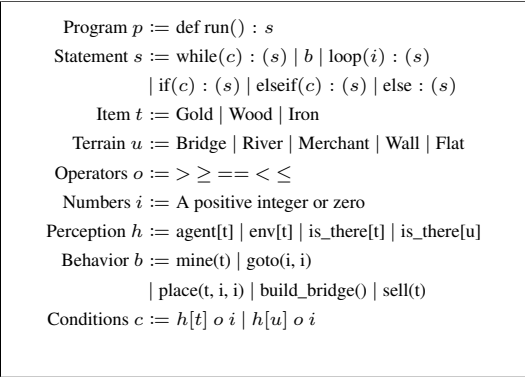 Program p := def run() : s
Statement s := while(c) : (s) | b | loop(i) : (s)
| if(c) : (s) | elseif(c) : (s) | else : (s)
Item t := Gold | Wood | Iron
Terrain u := Bridge | River | Merchant | Wall | Flat
Operators o := > ≥ == < ≤
Numbers i := A positive integer or zero
Perception h := agent[t] | env[t] | is_there[t] | is_there[u]
Behavior b := mine(t) | goto(i, i)
| place(t, i, i) | build_bridge() | sell(t)
Conditions c := h[t] o i | h[u] o i